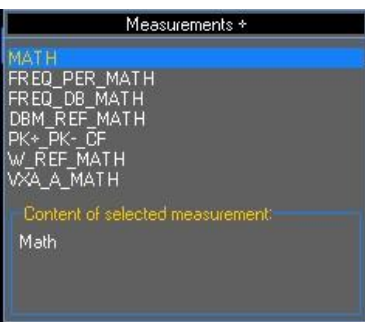 Measurements +
MATH
FREQ_PER_MATH
FREQ_DB_MATH
DBM_REF_MATH
PK+_PK-_CF
W_REF_MATH
VXA_A_MATH
Content of selected measurement:
Math